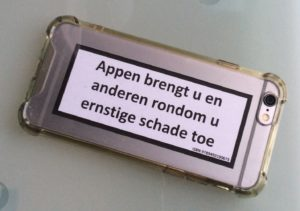 Appen brengt u en
anderen rondom u
ernstige schade toe